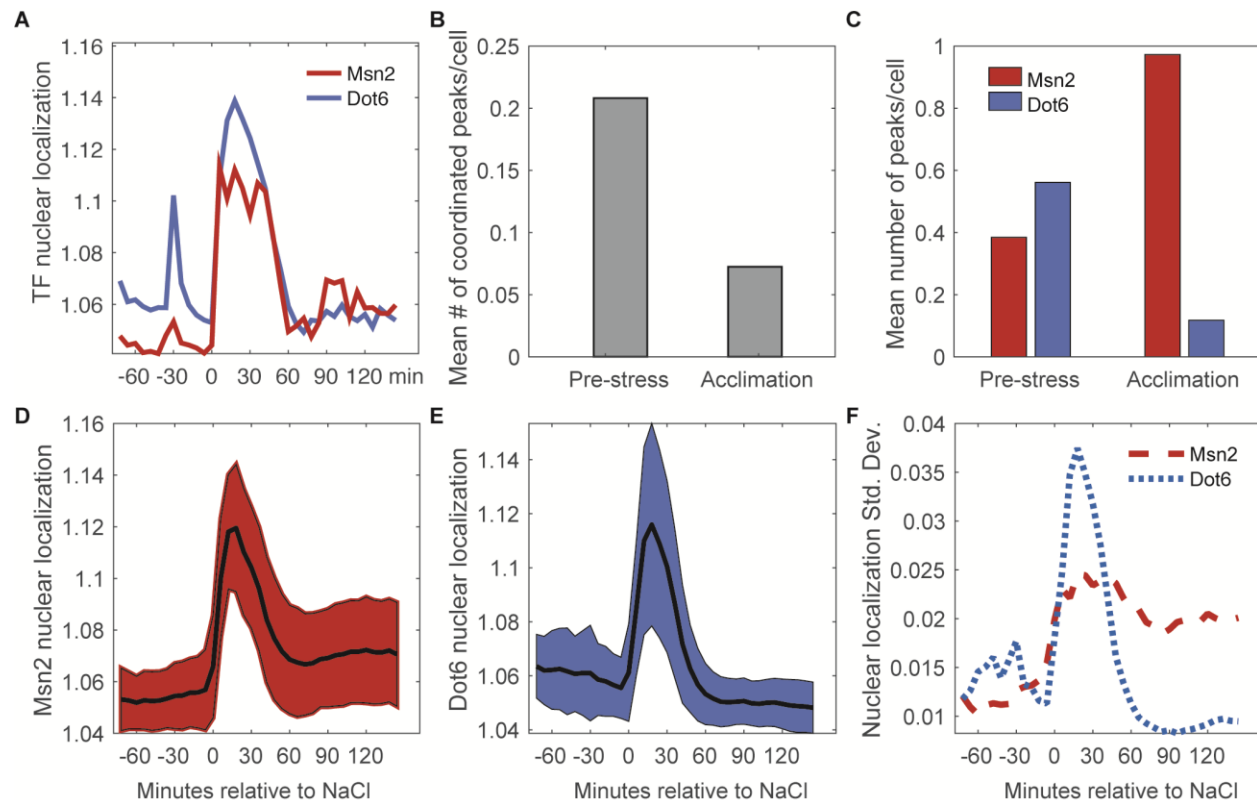 A
TF nuclear localization
1.16
1.14
1.12
1.1
1.08
1.06
Msn2
Dot6
-60 -30 0 30 60 90 120 min
B
Mean # of coordinated peaks/cell
0.25
0.2
0.15
0.1
0.05
0
Pre-stress Acclimation
C
Mean number of peaks/cell
1
0.8
0.6
0.4
0.2
0
Msn2
Dot6
Pre-stress Acclimation
D
Msn2 nuclear localization
1.16
1.14
1.12
1.1
1.08
1.06
1.04
-60 -30 0 30 60 90 120
Minutes relative to NaCl
E
Dot6 nuclear localization
1.14
1.12
1.1
1.08
1.06
1.04
-60 -30 0 30 60 90 120
Minutes relative to NaCl
F
Nuclear localization Std. Dev.
0.04
0.035
0.03
0.025
0.02
0.015
0.01
Msn2
Dot6
-60 -30 0 30 60 90 120
Minutes relative to NaCl